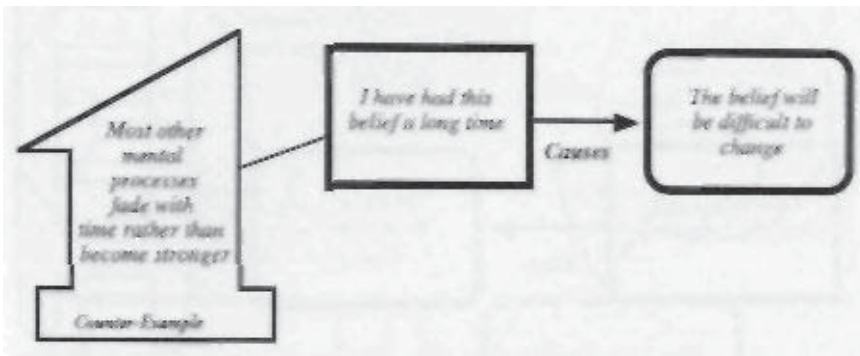 Most other
mental
processes
fade with
time rather than
become stronger
Counter-Example
I have had this
belief a long time
Causes
The belief will
be difficult to
change